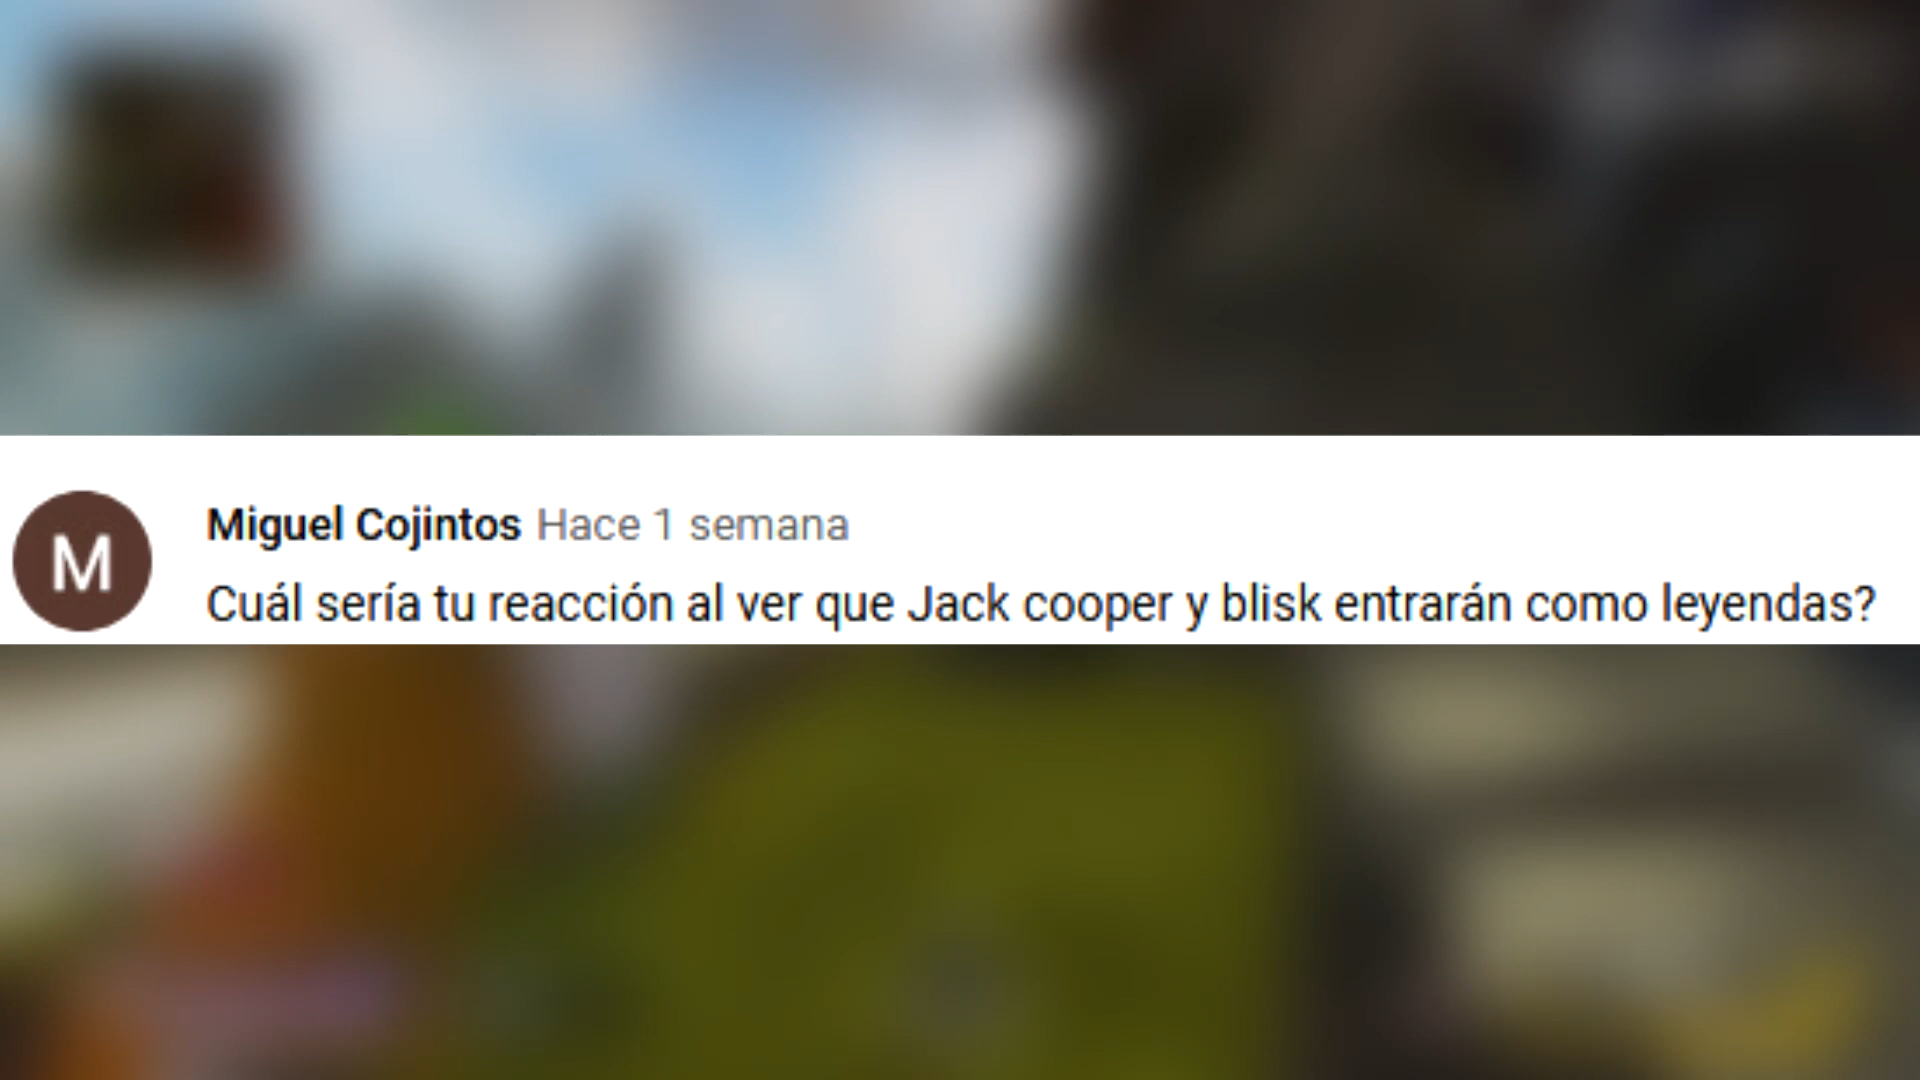 M
Miguel Cojintos Hace 1 semana
Cuál sería tu reacción al ver que Jack cooper y blisk entrarán como leyendas?